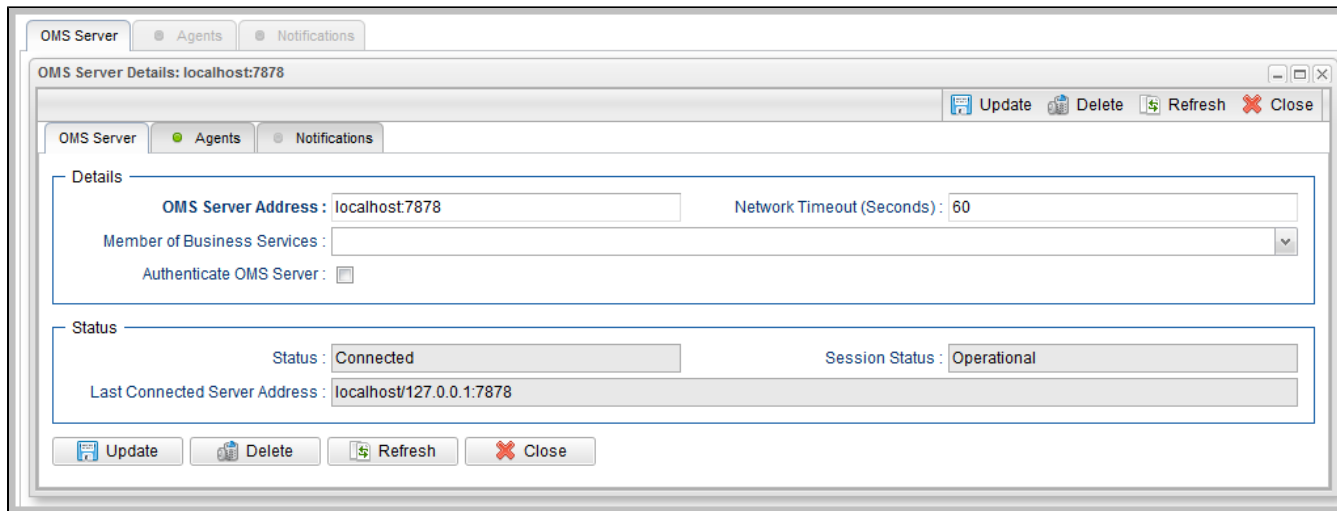 OMS Server Agents Notifications
OMS Server Details: localhost:7878
Update Delete Refresh Close
OMS Server Agents Notifications
Details
OMS Server Address : localhost:7878 Network Timeout (Seconds) : 60
Member of Business Services :
Authenticate OMS Server :
Status
Status : Connected Session Status : Operational
Last Connected Server Address : localhost/127.0.0.1:7878
Update Delete Refresh Close